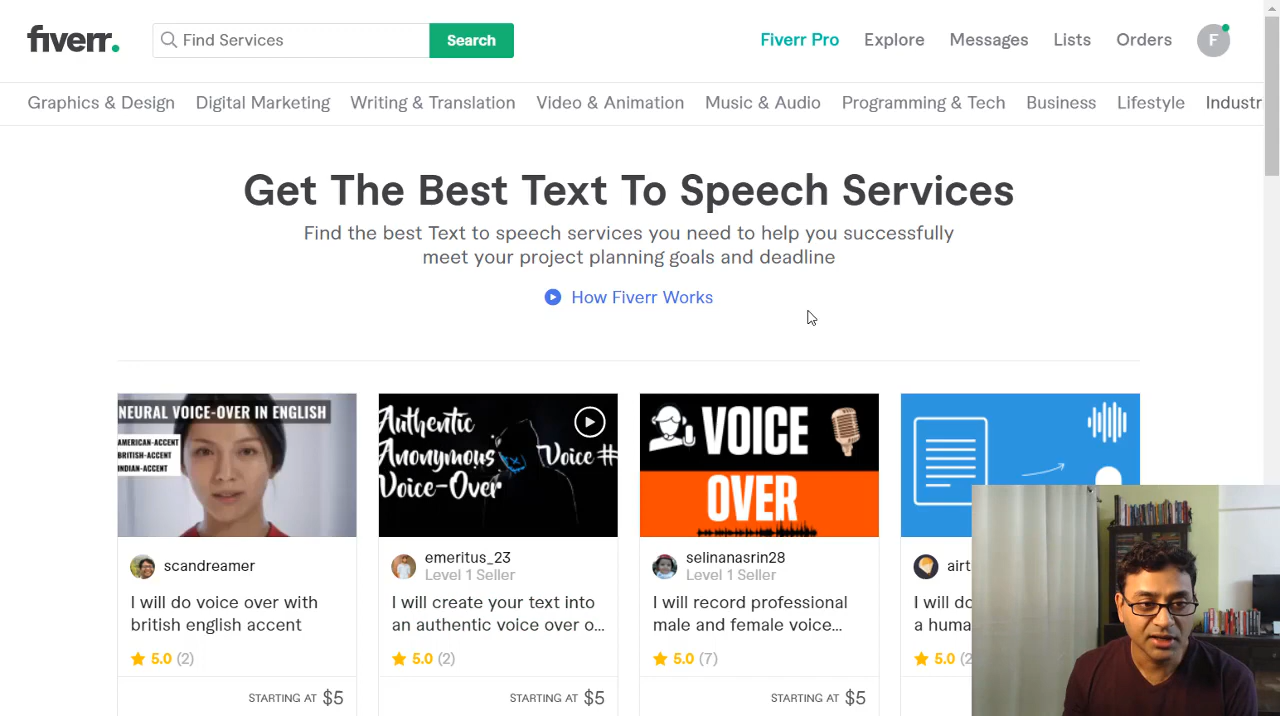 fiverr.
Find Services
Search
Fiverr Pro
Explore
Messages
Lists
Orders
F
Graphics & Design
Digital Marketing
Writing & Translation
Video & Animation
Music & Audio
Programming & Tech
Business
Lifestyle
Industr
Get The Best Text To Speech Services
Find the best Text to speech services you need to help you successfully
meet your project planning goals and deadline
How Fiverr Works
NEURAL VOICE-OVER IN ENGLISH
AMERICAN-ACCENT
BRITISH-ACCENT
INDIAN-ACCENT
scandreamer
I will do voice over with
british english accent
5.0 (2)
STARTING AT $5
Authentic
Anonymous
Voice-Over
Voice #
emeritus_23
Level 1 Seller
I will create your text into
an authentic voice over o...
5.0 (2)
STARTING AT $5
VOICE
OVER
selinanasrin28
Level 1 Seller
I will record professional
male and female voice...
5.0 (7)
STARTING AT $5
airt
I will do
a huma
5.0 (2